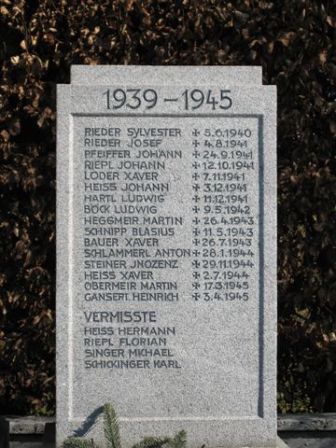 1939 – 1945
RIEDER SYLVESTER ✠ 5.6.1940
RIEDER JOSEF ✠ 4.8.1941
PFEIFFER JOHANN ✠ 24.9.1941
RIEPL JOHANN ✠ 12.10.1941
LODER XAVER ✠ 7.11.1941
HEISS JOHANN ✠ 3.12.1941
HARTL LUDWIG ✠ 11.12.1941
BÖCK LUDWIG ✠ 9.5.1942
HEGGMEIR MARTIN ✠ 26.4.1943
SCHNIPP BLASIUS ✠ 11.5.1943
BAUER XAVER ✠ 26.7.1943
SCHLAMMERL ANTON ✠ 28.1.1944
STEINER JNOZENZ ✠ 29.11.1944
HEISS XAVER ✠ 2.7.1944
OBERMEIR MARTIN ✠ 17.3.1945
GANSERT HEINRICH ✠ 3.4.1945
VERMISSTE
HEISS HERMANN
RIEPL FLORIAN
SINGER MICHAEL
SCHICKINGER KARL